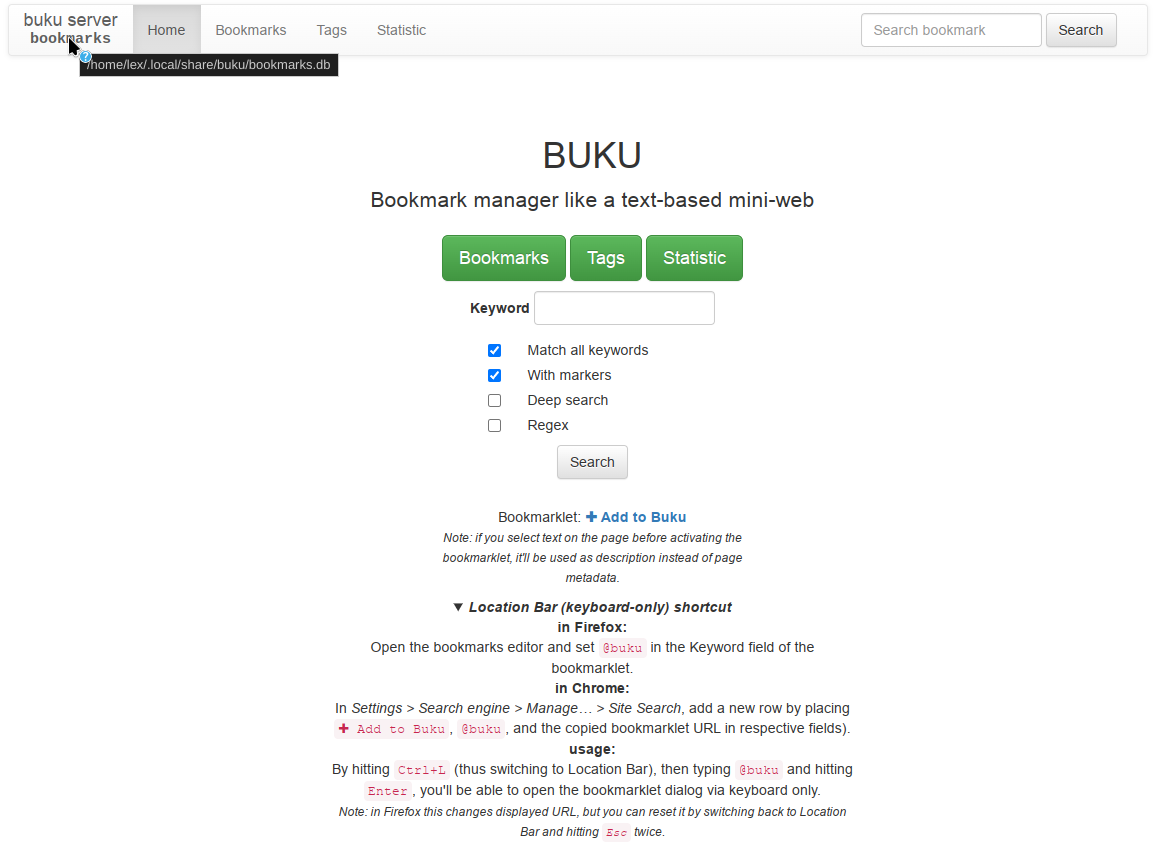 buku server
bookmarks
Home
Bookmarks
Tags
Statistic
Search bookmark
Search
/home/lex/.local/share/buku/bookmarks.db
BUKU
Bookmark manager like a text-based mini-web
Bookmarks
Tags
Statistic
Keyword
Match all keywords
With markers
Deep search
Regex
Search
Bookmarklet: ✚ Add to Buku
Note: if you select text on the page before activating the
bookmarklet, it'll be used as description instead of page
metadata.
▼ Location Bar (keyboard-only) shortcut
in Firefox:
Open the bookmarks editor and set @buku in the Keyword field of the
bookmarklet.
in Chrome:
In Settings > Search engine > Manage… > Site Search, add a new row by placing
✚ Add to Buku, @buku, and the copied bookmarklet URL in respective fields).
usage:
By hitting Ctrl+L (thus switching to Location Bar), then typing @buku and hitting
Enter, you'll be able to open the bookmarklet dialog via keyboard only.
Note: in Firefox this changes displayed URL, but you can reset it by switching back to Location
Bar and hitting Esc twice.